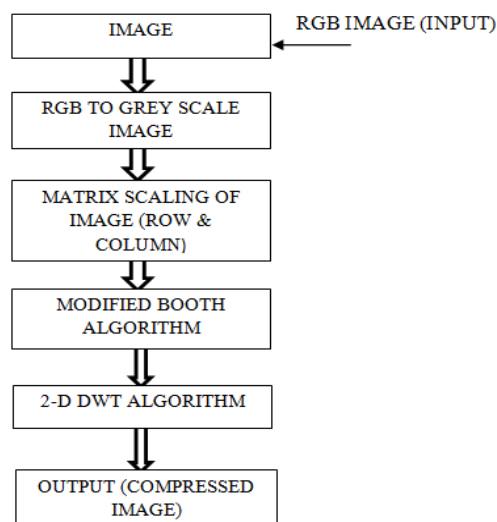 IMAGE
RGB IMAGE (INPUT)
RGB TO GREY SCALE
IMAGE
MATRIX SCALING OF
IMAGE (ROW &
COLUMN)
MODIFIED BOOTH
ALGORITHM
2-D DWT ALGORITHM
OUTPUT (COMPRESSED
IMAGE)